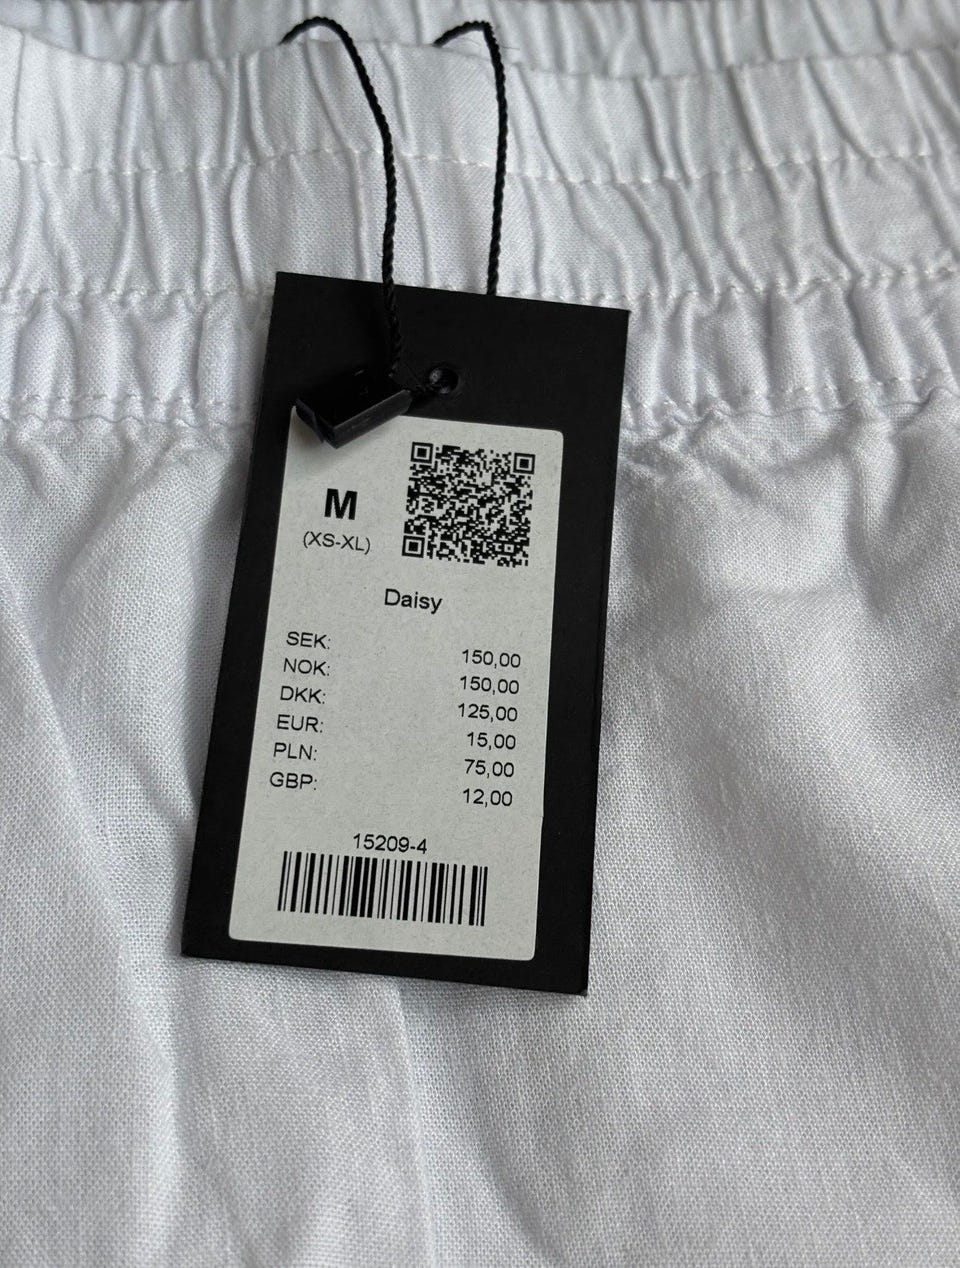 M
(XS-XL)
Daisy
SEK: 150,00
NOK: 150,00
DKK: 125,00
EUR: 15,00
PLN: 75,00
GBP: 12,00
15209-4